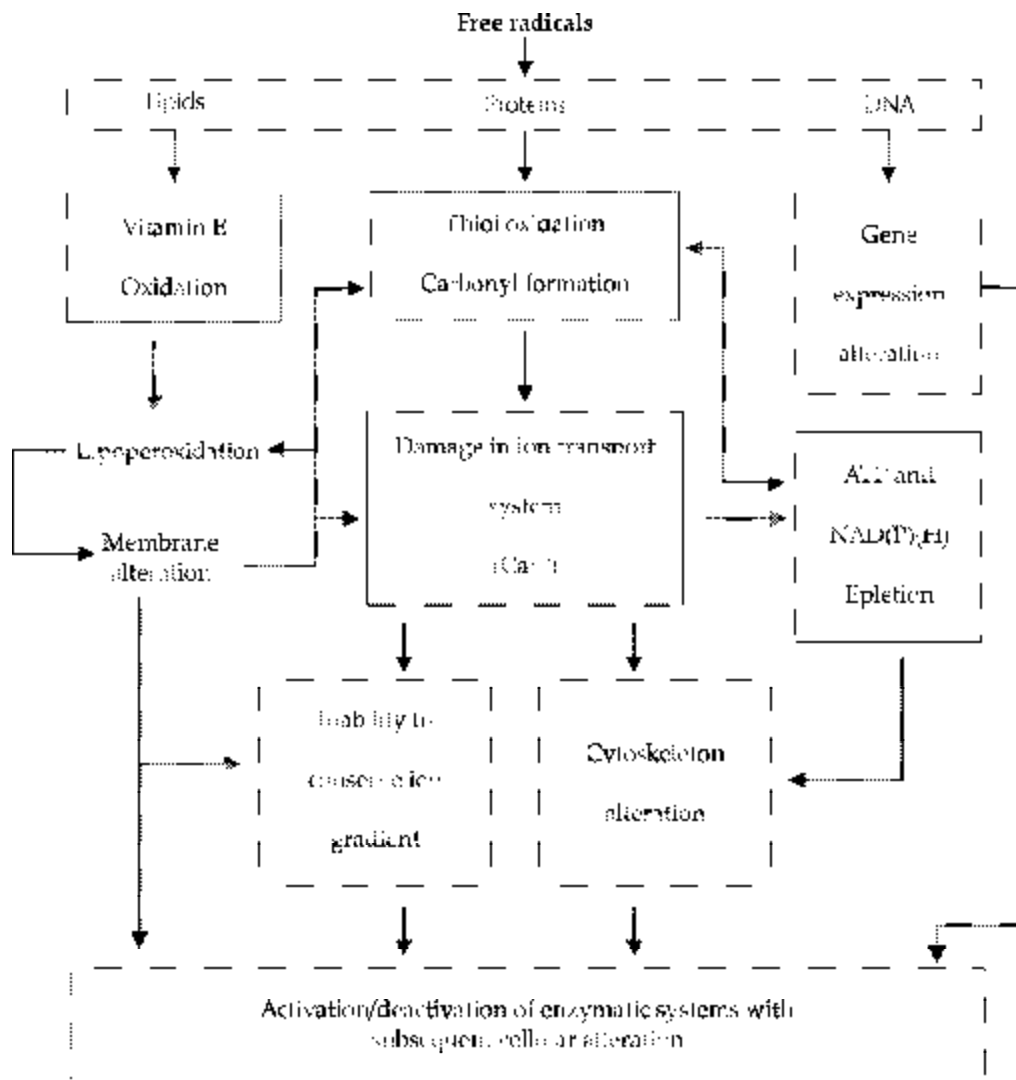 Free radicals
Lipids
Proteins
DNA
Vitamin E
Oxidation
Thiol oxidation
Carbonyl formation
Gene
expression
alteration
Lipoperoxidation
Membrane
alteration
Damage in ion transport
system
ATP and
NAD(P)(H)
Epletion
Inability to
conserve ion
gradient
Cytoskeleton
alteration
Activation/deactivation of enzymatic systems with
subsequent cellular alteration